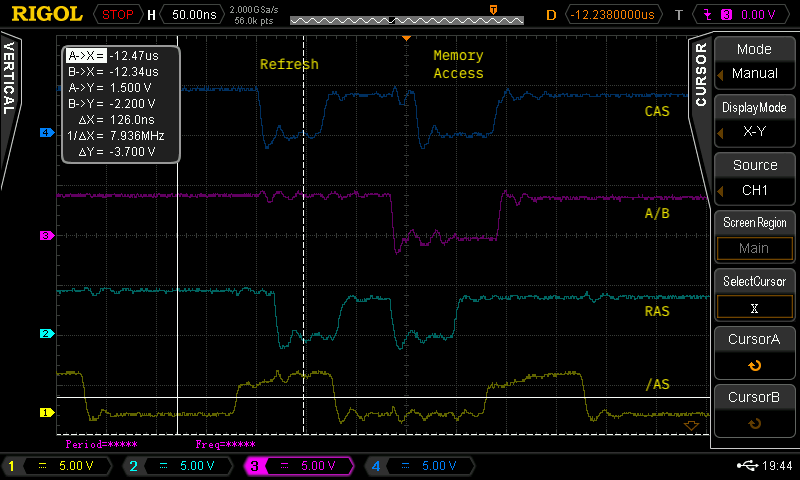 RIGOL STOP H 50.00ns 2.000GSa/s 56.0k pts D -12.2380000us T 3 0.00 V
VERTICAL
A->X= -12.47us
B->X= -12.34us
A->Y= 1.500 V
B->Y= -2.200 V
ΔX= 126.0ns
1/ΔX= 7.936MHz
ΔY= -3.700 V
Refresh
Memory
Access
CAS
A/B
RAS
/AS
4
3
2
1
Period=*****
Freq=*****
CURSOR
Mode
Manual
DisplayMode
X-Y
Source
CH1
Screen Region
Main
SelectCursor
X
CursorA
CursorB
1 5.00 V 2 5.00 V 3 5.00 V 4 5.00 V 19:44